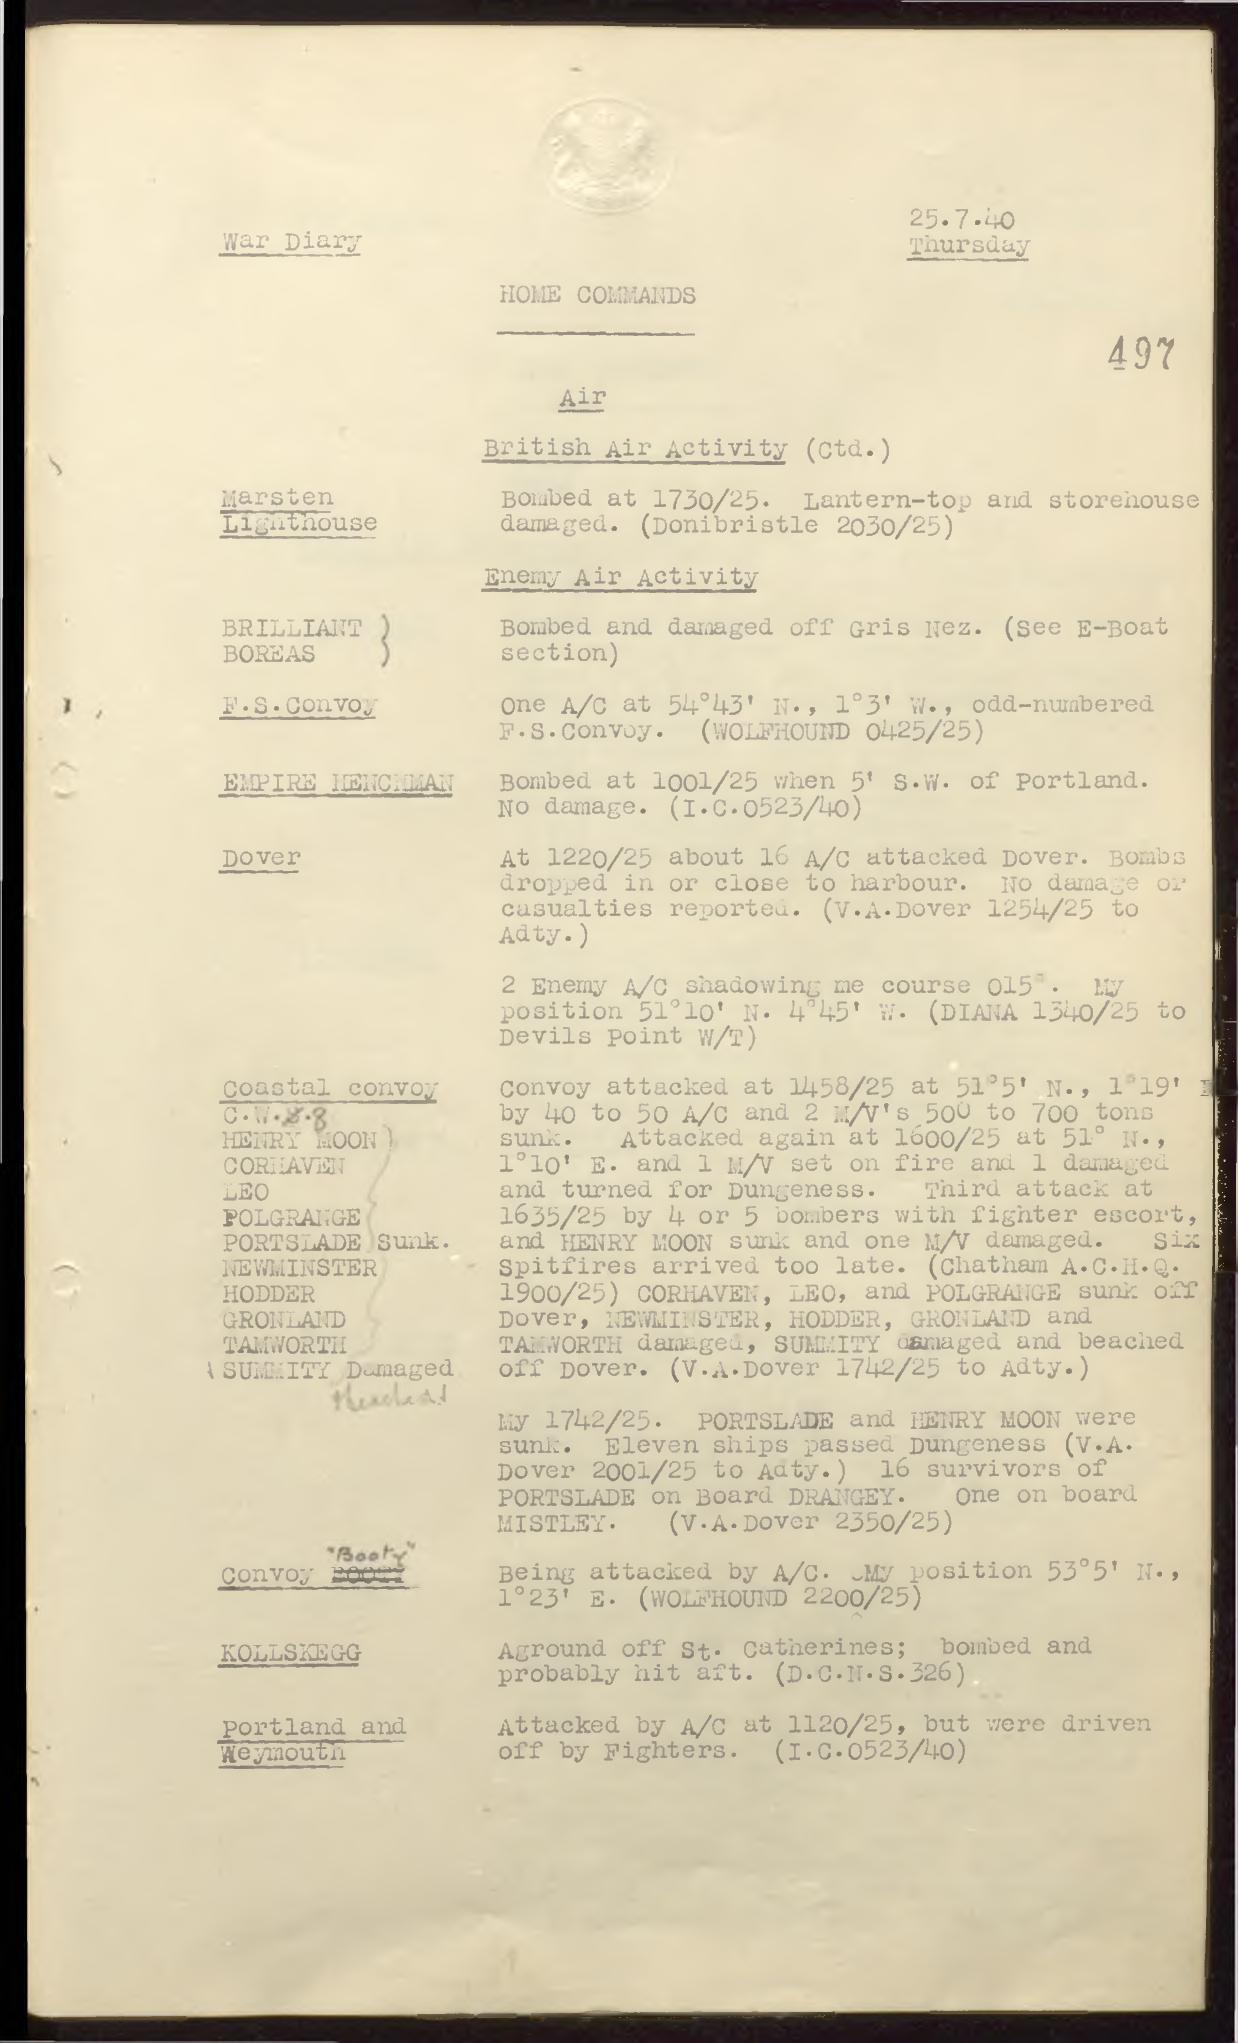 25.7.40
War Diary
Thursday
HOME COMMANDS
497
Air
British Air Activity (Ctd.)
Marsten
Lighthouse
Bombed at 1730/25. Lantern-top and storehouse
damaged. (Donibristle 2030/25)
Enemy Air Activity
BRILLIANT )
BOREAS )
Bombed and damaged off Gris Nez. (See E-Boat
section)
F.S.Convoy
One A/C at 54°43' N., 1°3' W., odd-numbered
F.S.Convoy. (WOLFHOUND 0425/25)
EMPIRE HENCHMAN
Bombed at 1001/25 when 5' S.W. of Portland.
No damage. (I.C.0523/40)
Dover
At 1220/25 about 16 A/C attacked Dover. Bombs
dropped in or close to harbour. No damage or
casualties reported. (V.A.Dover 1254/25 to
Adty.)
2 Enemy A/C shadowing me course 015°. My
position 51°10' N. 4°45' W. (DIANA 1340/25 to
Devils Point W/T)
Coastal convoy
C.W.8.
HENRY MOON )
CORHAVEN
LEO
POLGRANGE
PORTSLADE Sunk.
NEWMINSTER
HODDER
GRONLAND
TAMWORTH
SUMMITY Damaged
Convoy attacked at 1458/25 at 51°5' N., 1°19' E
by 40 to 50 A/C and 2 M/V's 500 to 700 tons
sunk. Attacked again at 1600/25 at 51° N.,
1°10' E. and 1 M/V set on fire and 1 damaged
and turned for Dungeness. Third attack at
1635/25 by 4 or 5 bombers with fighter escort,
and HENRY MOON sunk and one M/V damaged. Six
Spitfires arrived too late. (Chatham A.C.H.Q.
1900/25) CORHAVEN, LEO, and POLGRANGE sunk off
Dover, NEWMINSTER, HODDER, GRONLAND and
TAMWORTH damaged, SUMMITY damaged and beached
off Dover. (V.A.Dover 1742/25 to Adty.)
My 1742/25. PORTSLADE and HENRY MOON were
sunk. Eleven ships passed Dungeness (V.A.
Dover 2001/25 to Adty.) 16 survivors of
PORTSLADE on Board DRANGEY. One on board
MISTLEY. (V.A.Dover 2350/25)
"Booty"
Convoy
Being attacked by A/C. My position 53°5' N.,
1°23' E. (WOLFHOUND 2200/25)
KOLLSKEGG
Aground off St. Catherines; bombed and
probably hit aft. (D.C.N.S.326)
Portland and
Weymouth
Attacked by A/C at 1120/25, but were driven
off by Fighters. (I.C.0523/40)